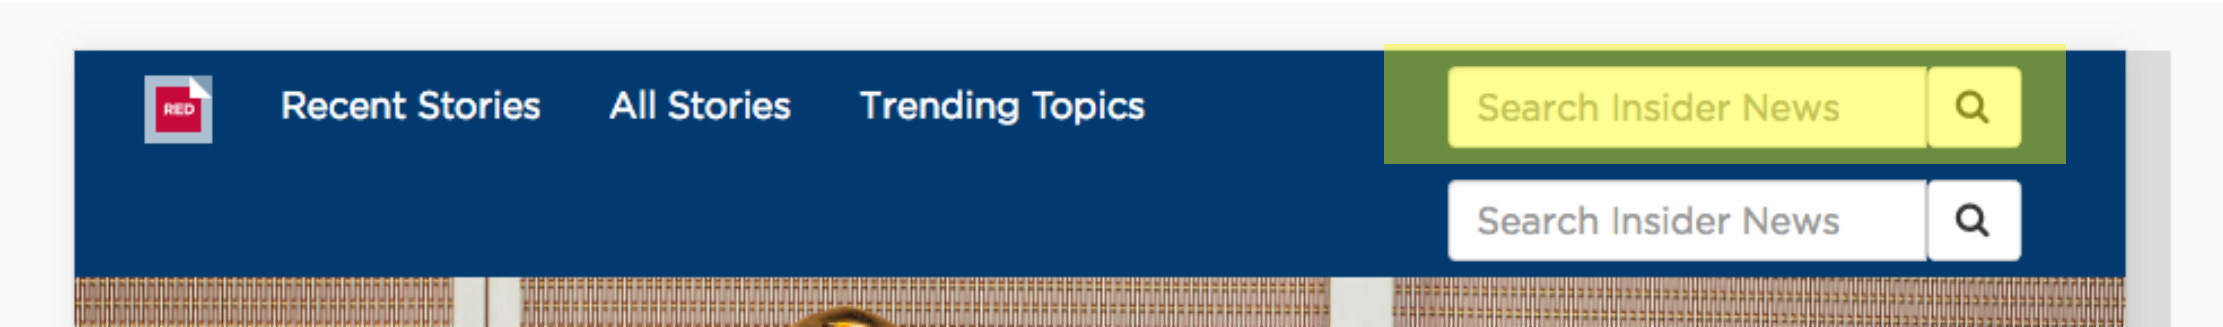 RED Recent Stories All Stories Trending Topics Search Insider News
Search Insider News